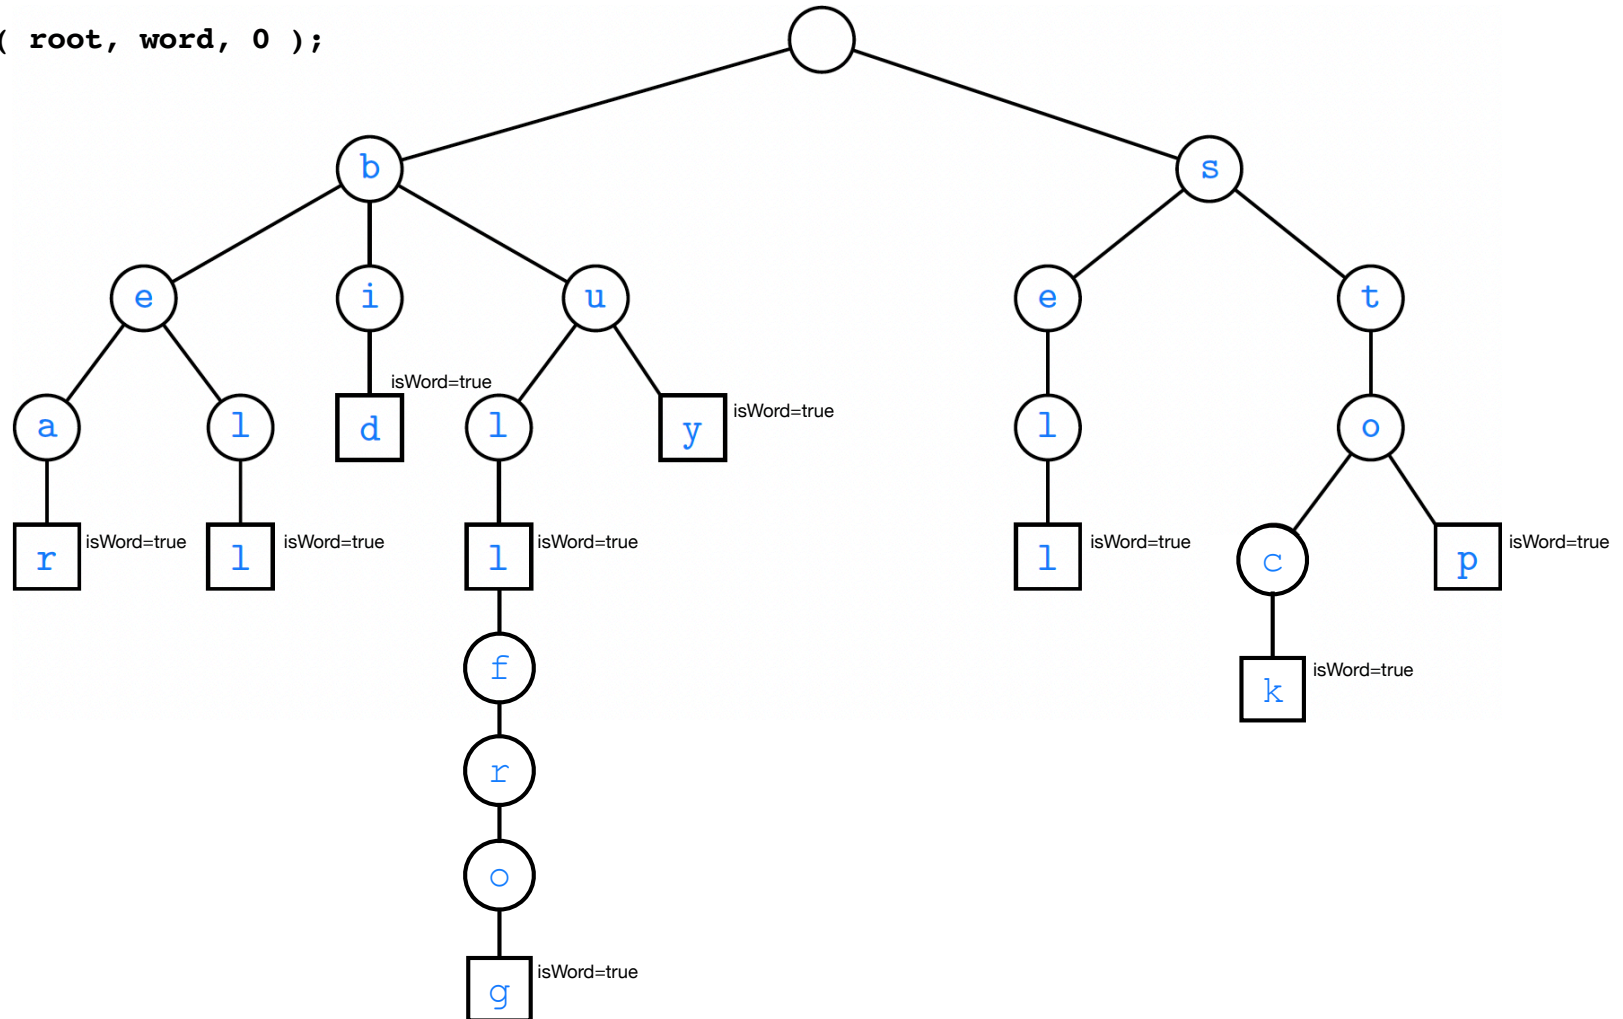 ( root, word, 0 );
b s
e i u e t
isWord=true
a l d l y isWord=true l o
r isWord=true l isWord=true l isWord=true l isWord=true c p isWord=true
f
k isWord=true
r
o
g isWord=true